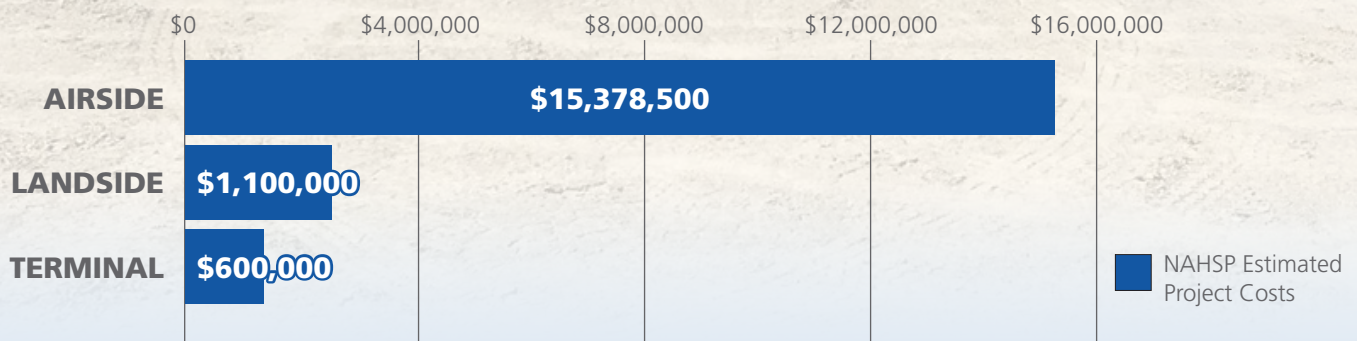 $0 $4,000,000 $8,000,000 $12,000,000 $16,000,000
AIRSIDE $15,378,500
LANDSIDE $1,100,000
TERMINAL $600,000
NAHSP Estimated
Project Costs